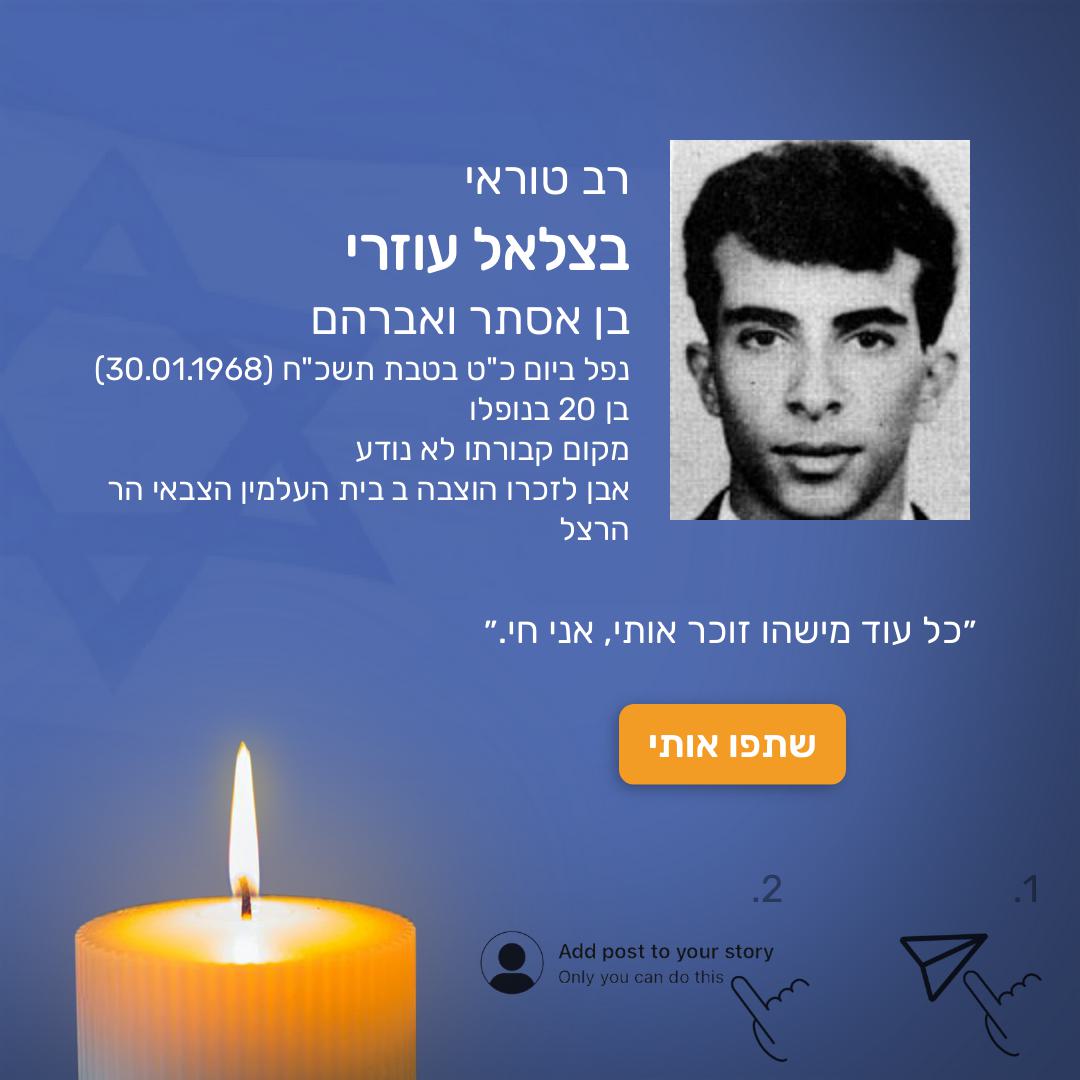 רב טוראי
בצלאל עוזרי
בן אסתר ואברהם
נפל ביום כ"ט בטבת תשכ"ח (30.01.1968)
בן 20 בנופלו
מקום קבורתו לא נודע
אבן לזכרו הוצבה ב בית העלמין הצבאי הר
הרצל
״כל עוד מישהו זוכר אותי, אני חי.״
שתפו אותי
.1
.2
Add post to your story
Only you can do this